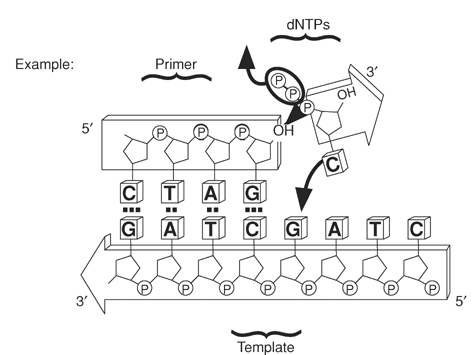 dNTPs
Example:
Primer
3′
P
P
P
OH
5′
P
P
P
OH
C
C T A G
G A T C G A T C
3′
P P P P P P P P
5′
Template